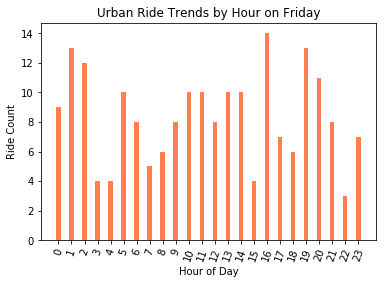 Urban Ride Trends by Hour on Friday
14
12
10
8
6
4
2
0
Ride Count
0 1 2 3 4 5 6 7 8 9 10 11 12 13 14 15 16 17 18 19 20 21 22 23
Hour of Day